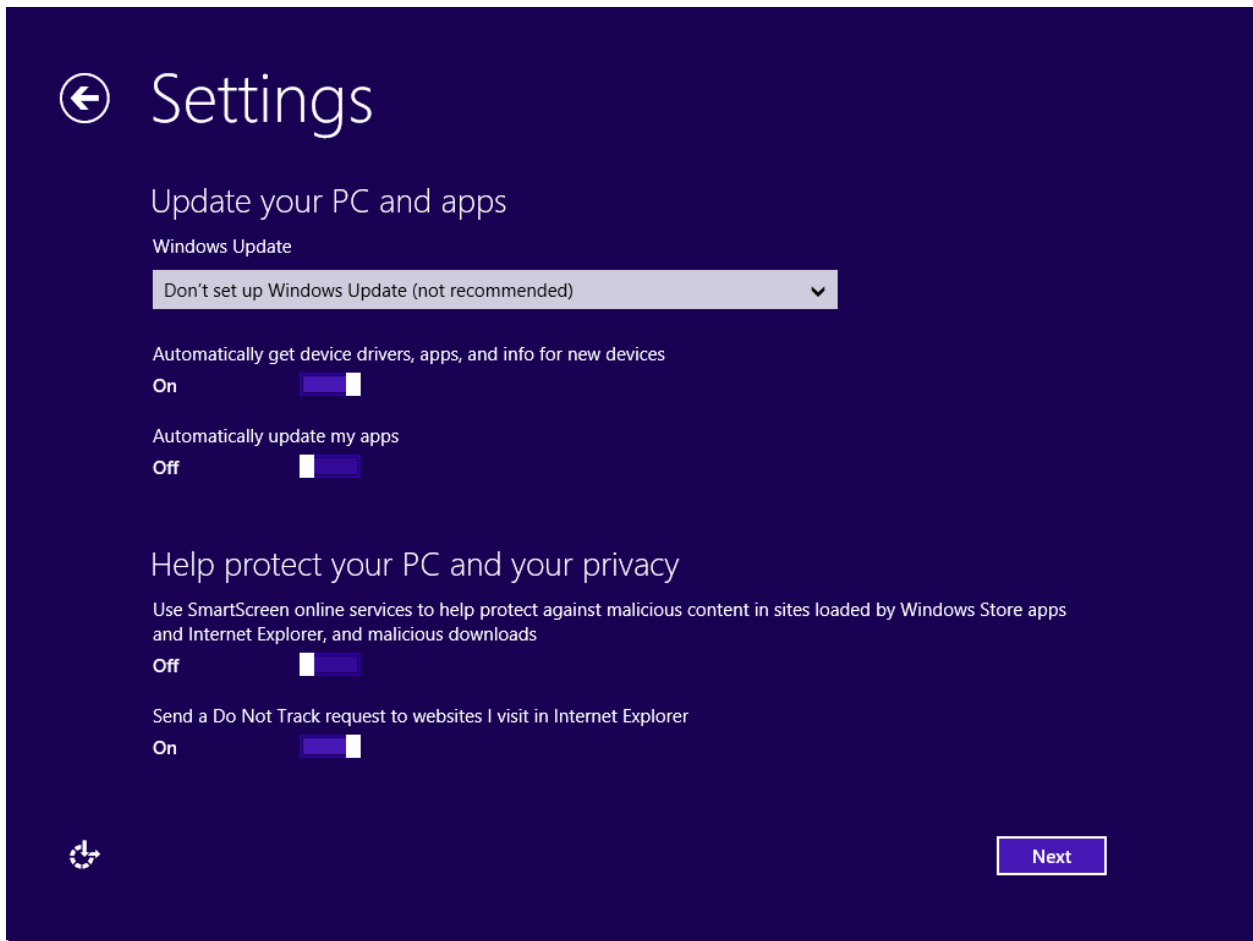 Settings
Update your PC and apps
Windows Update
Don't set up Windows Update (not recommended)
Automatically get device drivers, apps, and info for new devices
On
Automatically update my apps
Off
Help protect your PC and your privacy
Use SmartScreen online services to help protect against malicious content in sites loaded by Windows Store apps
and Internet Explorer, and malicious downloads
Off
Send a Do Not Track request to websites I visit in Internet Explorer
On
Next